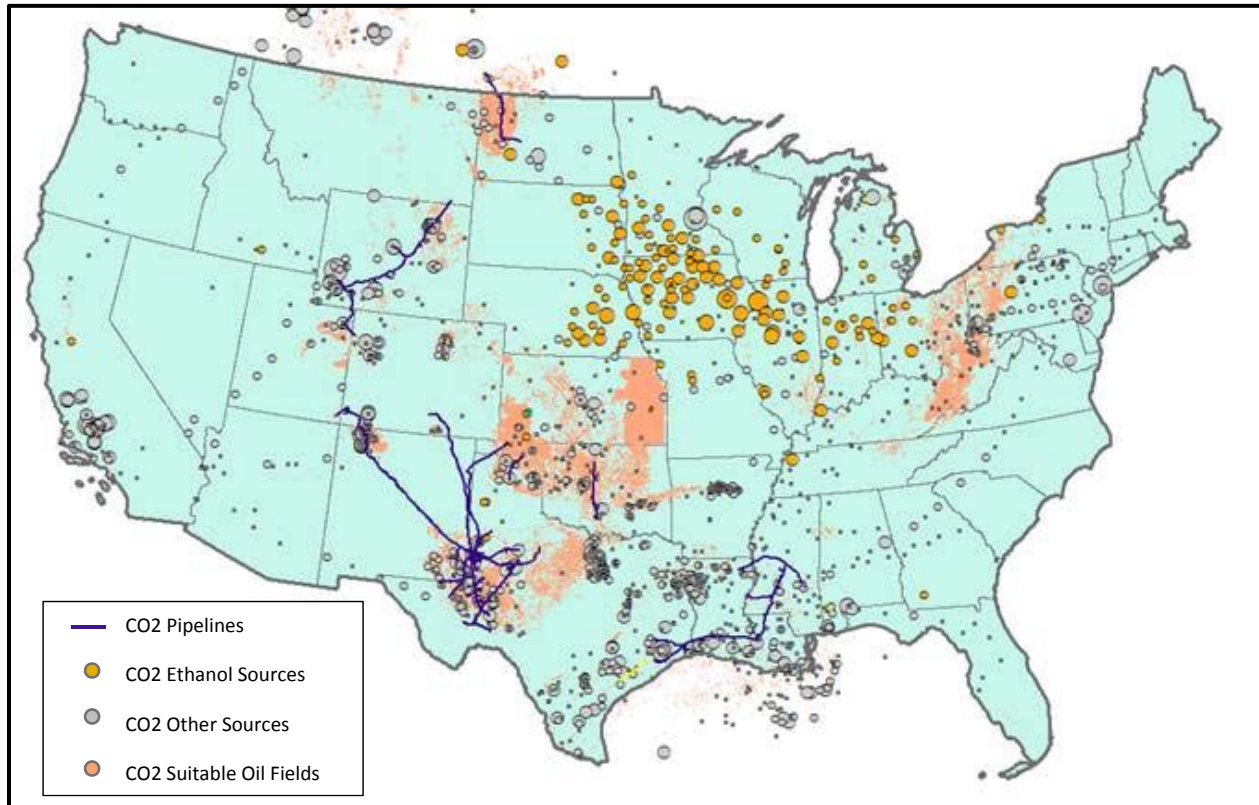 CO2 Pipelines
CO2 Ethanol Sources
CO2 Other Sources
CO2 Suitable Oil Fields